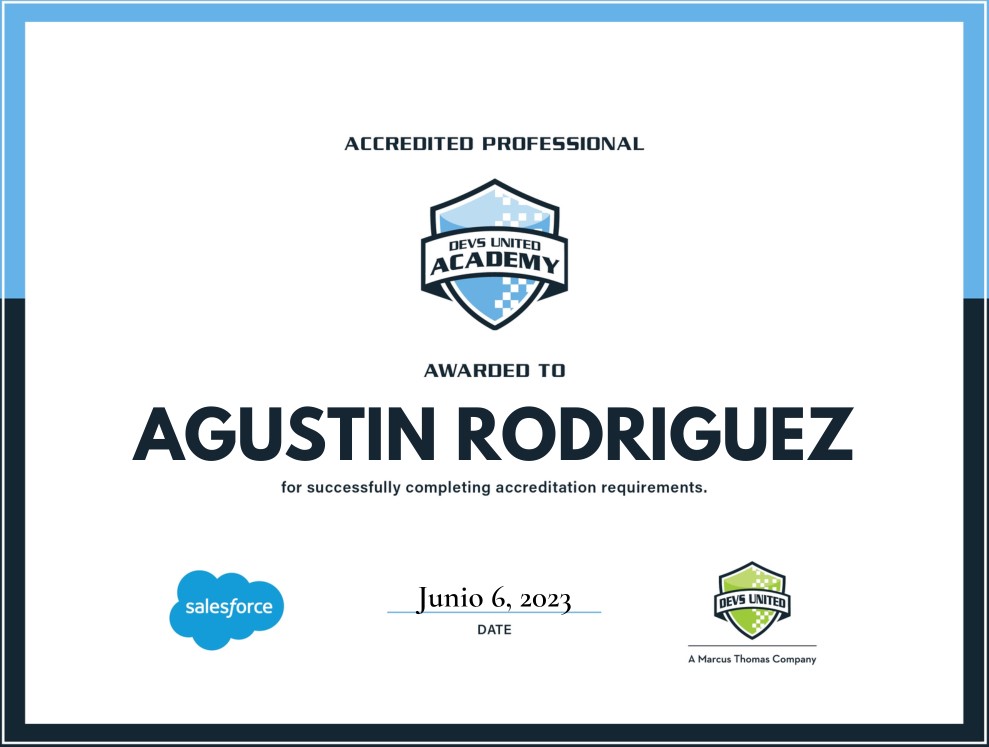 ACCREDITED PROFESSIONAL
DEVS UNITED
ACADEMY
AWARDED TO
AGUSTIN RODRIGUEZ
for successfully completing accreditation requirements.
salesforce
Junio 6, 2023
DATE
DEVS UNITED
A Marcus Thomas Company